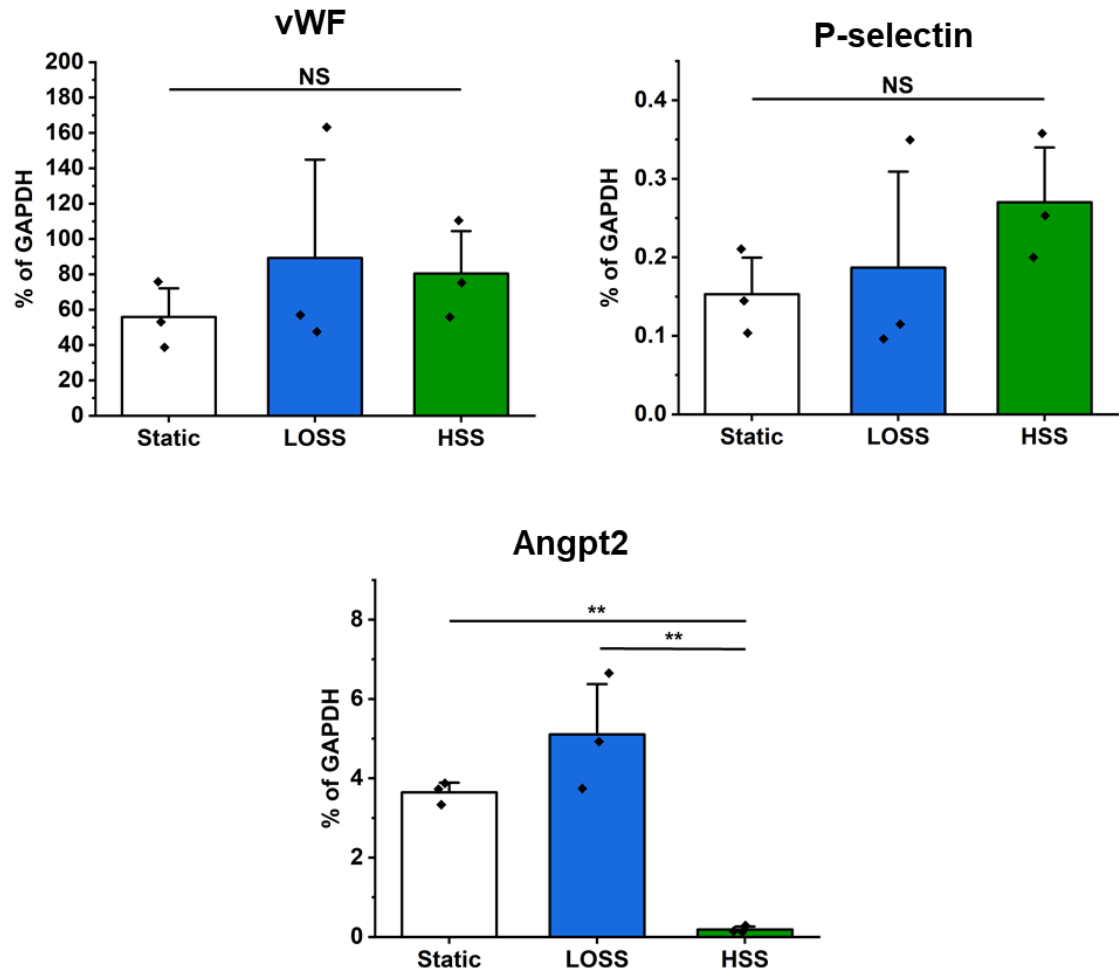 vWF
NS
% of GAPDH
200
180
160
140
120
100
80
60
40
20
0
Static LOSS HSS
P-selectin
NS
% of GAPDH
0.4
0.3
0.2
0.1
0.0
Static LOSS HSS
Angpt2
**
**
% of GAPDH
8
6
4
2
0
Static LOSS HSS